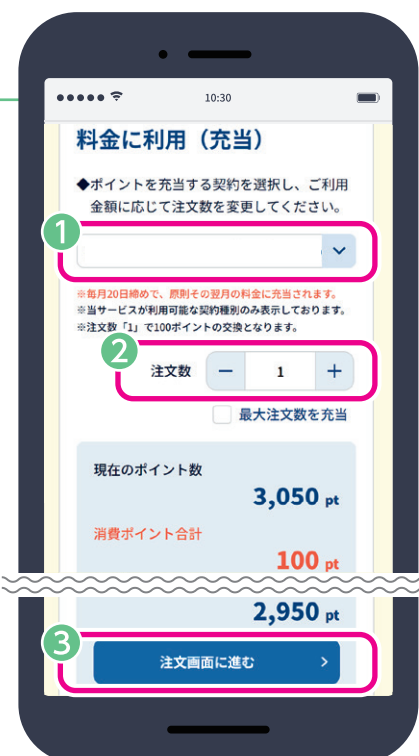 10:30
料金に利用（充当）
◆ポイントを充当する契約を選択し、ご利用
金額に応じて注文数を変更してください。
1
※毎月20日締めで、原則その翌月の料金に充当されます。
※当サービスが利用可能な契約種別のみ表示しております。
※注文数「1」で100ポイントの交換となります。
2
注文数 − 1 +
最大注文数を充当
現在のポイント数
3,050 pt
消費ポイント合計
100 pt
2,950 pt
3
注文画面に進む